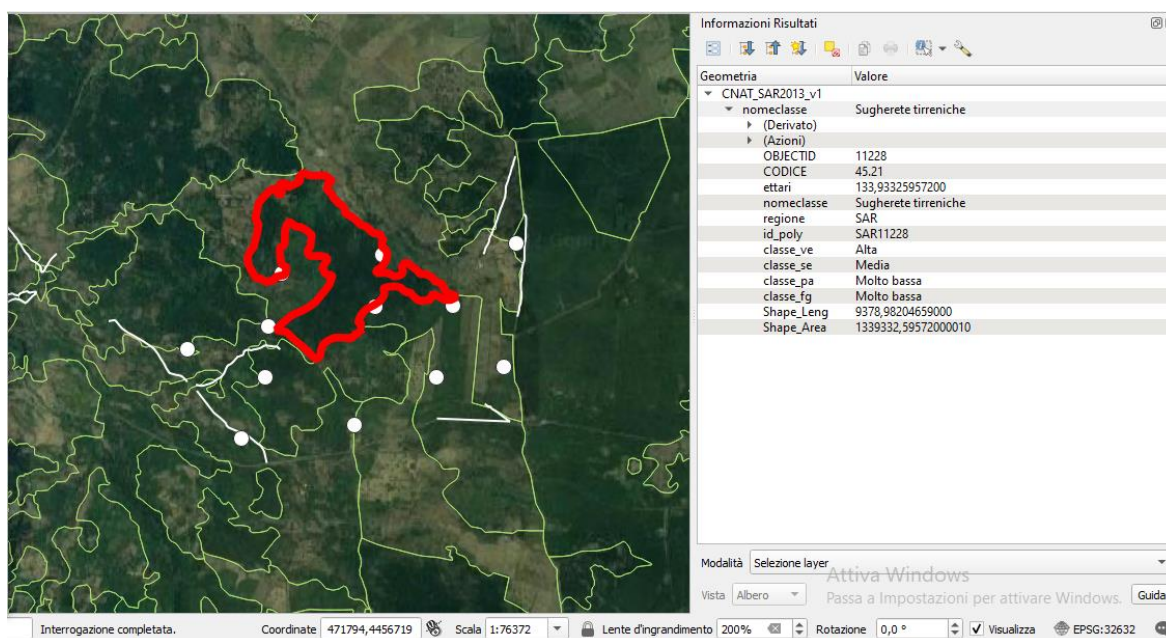 Informazioni Risultati
Geometria Valore
CNAT_SAR2013_v1
nomeclasse Sugherete tirreniche
(Derivato)
(Azioni)
OBJECTID 11228
CODICE 45.21
ettari 133,93325957200
nomeclasse Sugherete tirreniche
regione SAR
id_poly SAR11228
classe_ve Alta
classe_se Media
classe_pa Molto bassa
classe_fg Molto bassa
Shape_Leng 9378,98204659000
Shape_Area 1339332,59572000010
Modalità Selezione layer
Attiva Windows
Vista Albero Passa a Impostazioni per attivare Windows. Guida
Interrogazione completata. Coordinate 471794,4456719 Scala 1:76372 Lente d'ingrandimento 200% Rotazione 0,0 ° Visualizza EPSG:32632